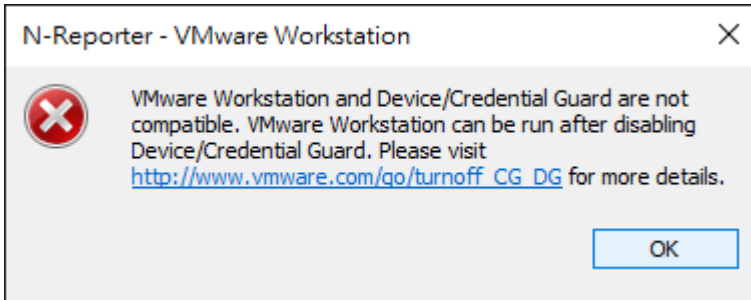 N-Reporter - VMware Workstation
VMware Workstation and Device/Credential Guard are not
compatible. VMware Workstation can be run after disabling
Device/Credential Guard. Please visit
http://www.vmware.com/go/turnoff_CG_DG for more details.
OK